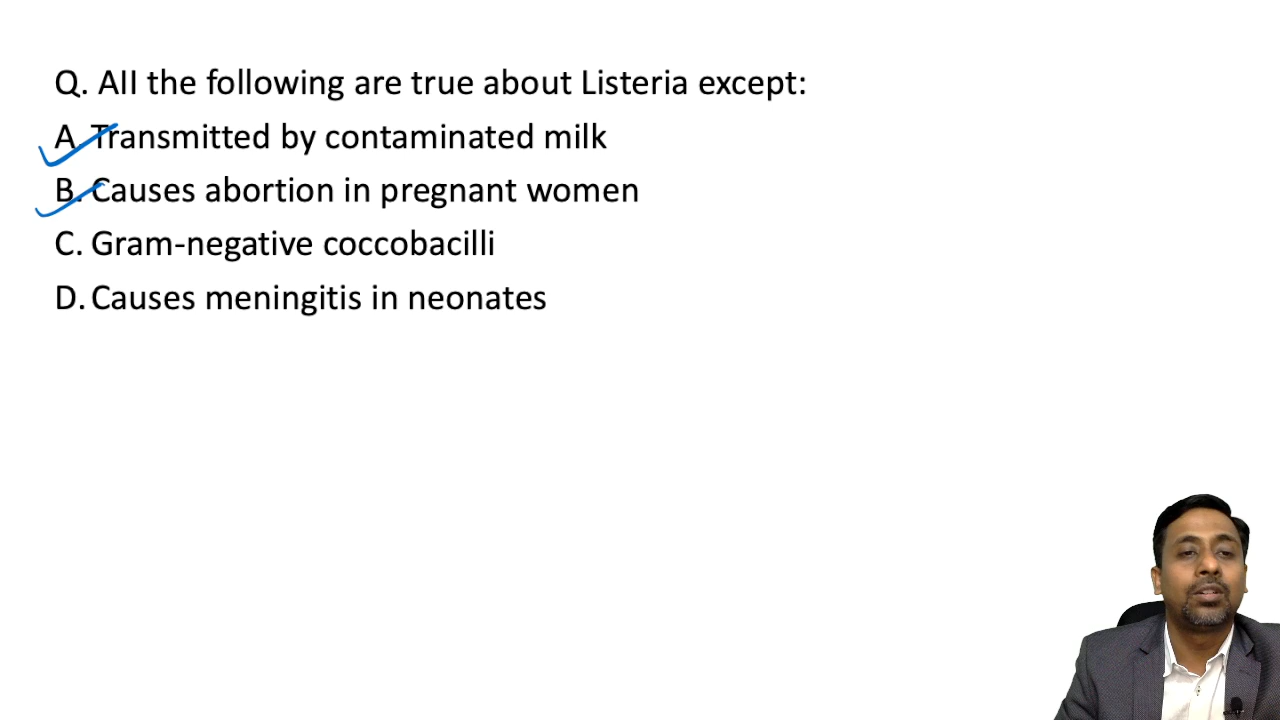 Q. All the following are true about Listeria except:
A. Transmitted by contaminated milk
B. Causes abortion in pregnant women
C. Gram-negative coccobacilli
D. Causes meningitis in neonates